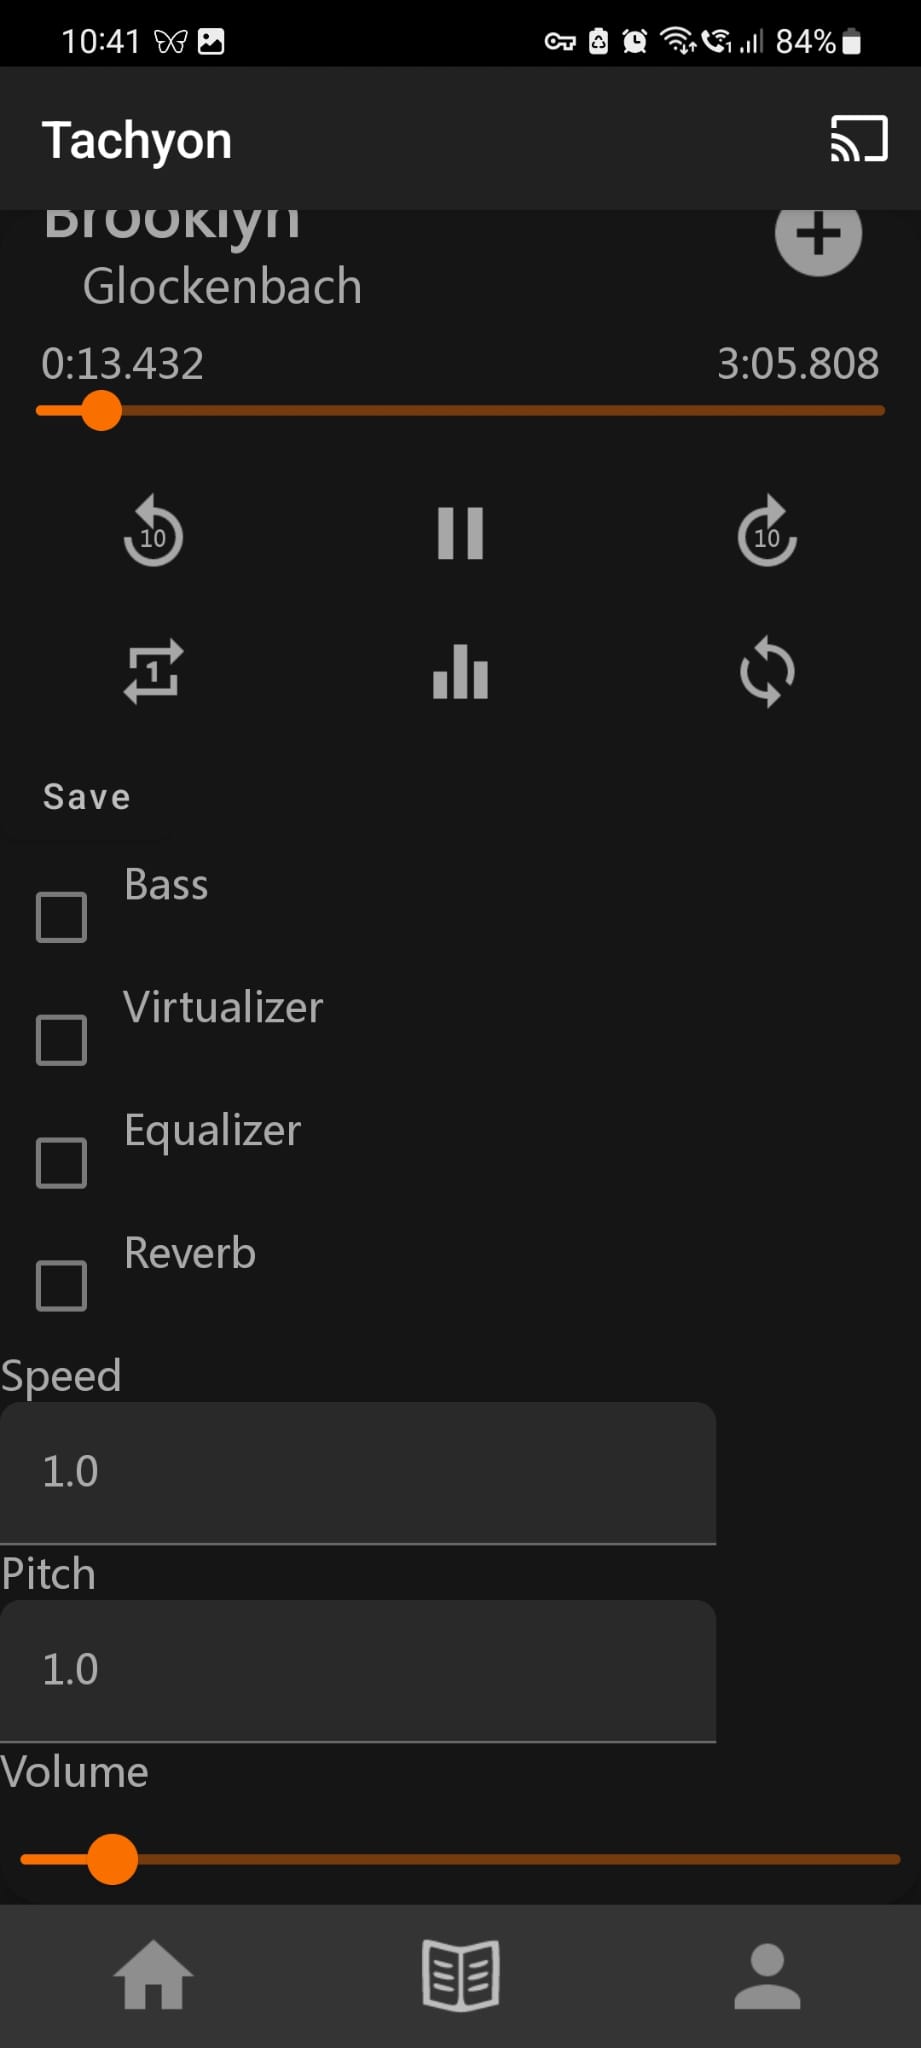 10:41 84%
Tachyon
Brooklyn
Glockenbach
0:13.432 3:05.808
10 10
1
Save
Bass
Virtualizer
Equalizer
Reverb
Speed
1.0
Pitch
1.0
Volume